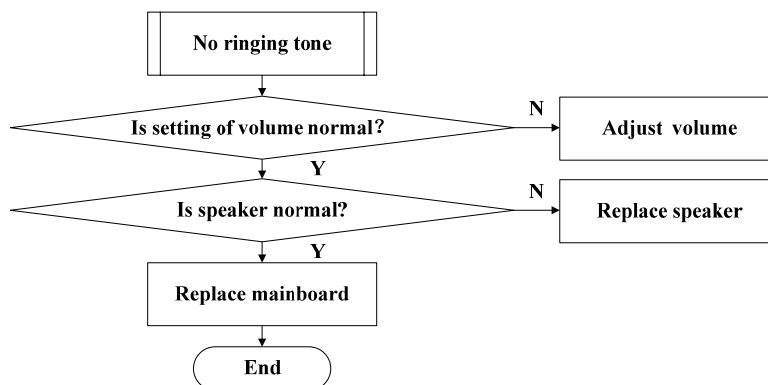 No ringing tone
Is setting of volume normal?
N
Adjust volume
Y
Is speaker normal?
N
Replace speaker
Y
Replace mainboard
End